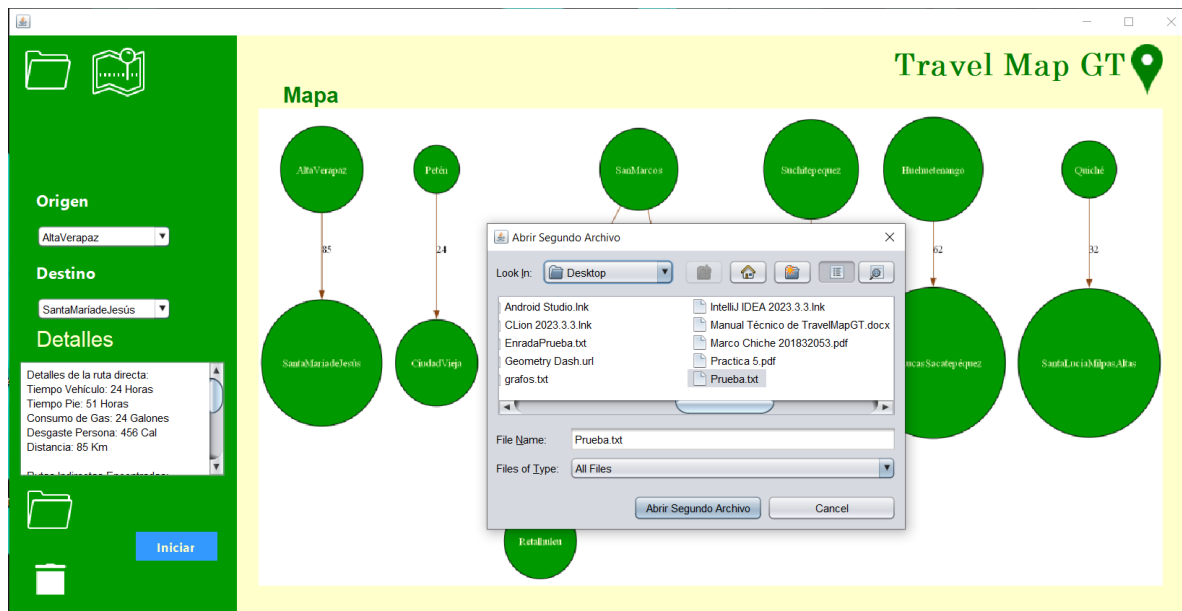 Travel Map GT
Mapa
Origen
AltaVerapaz
Destino
SantaMaríadeJesús
Detalles
Detalles de la ruta directa:
Tiempo Vehículo: 24 Horas
Tiempo Pie: 51 Horas
Consumo de Gas: 24 Galones
Desgaste Persona: 456 Cal
Distancia: 85 Km
Rutas Indirectas Encontradas:
Iniciar
AltaVerapaz
Petén
SanMarcos
Suchitepequez
Huehuetenango
Quiché
85
24
62
32
SantaMaríadeJesús
CiudadVieja
ucasSacatepéquez
SantaLucíaMilpasAltas
Retalhuleu
Abrir Segundo Archivo
Look In:
Desktop
Android Studio.lnk
CLion 2023.3.3.lnk
EnradaPrueba.txt
Geometry Dash.url
grafos.txt
IntelliJ IDEA 2023.3.3.lnk
Manual Técnico de TravelMapGT.docx
Marco Chiche 201832053.pdf
Practica 5.pdf
Prueba.txt
File Name:
Prueba.txt
Files of Type:
All Files
Abrir Segundo Archivo
Cancel